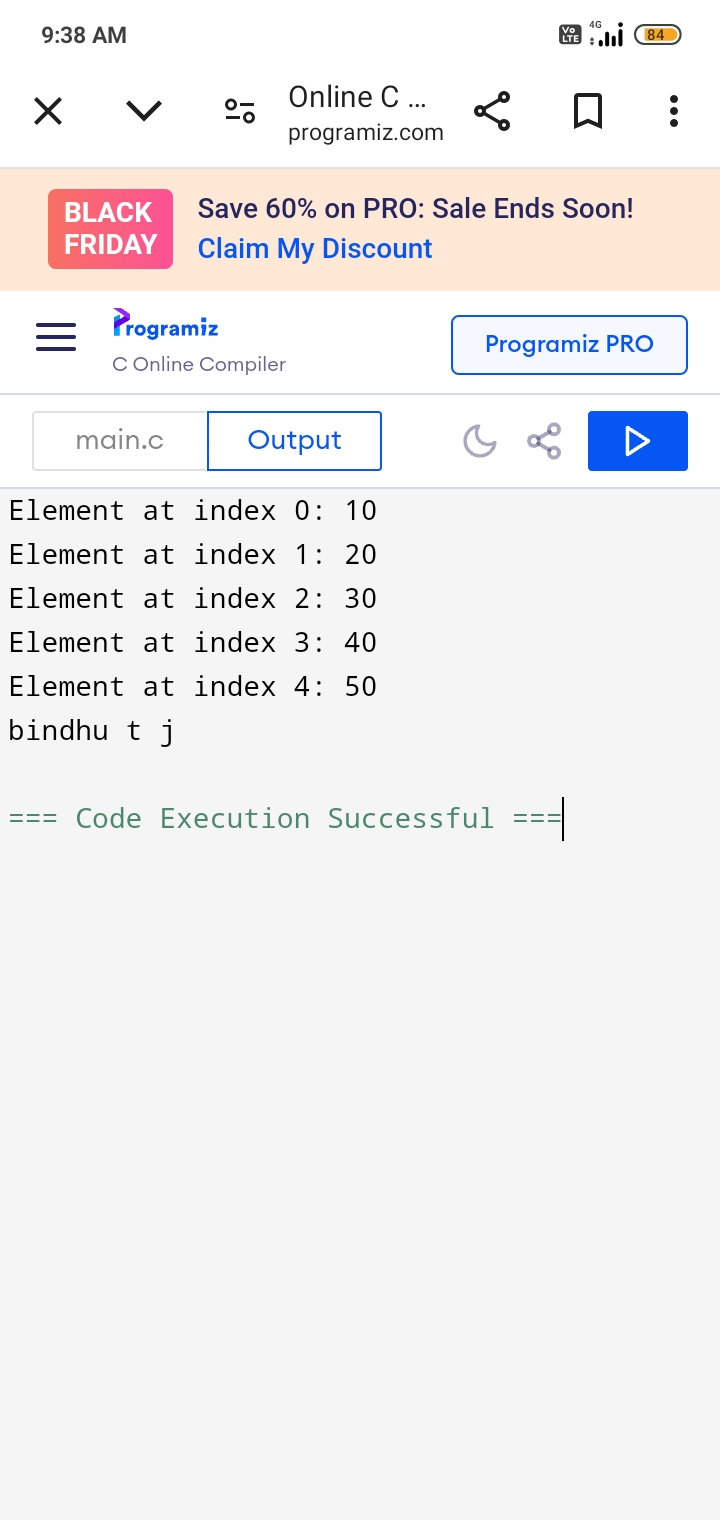 9:38 AM
Vo LTE 4G 84
Online C ...
programiz.com
BLACK FRIDAY
Save 60% on PRO: Sale Ends Soon!
Claim My Discount
Programiz
C Online Compiler
Programiz PRO
main.c
Output
Element at index 0: 10
Element at index 1: 20
Element at index 2: 30
Element at index 3: 40
Element at index 4: 50
bindhu t j
=== Code Execution Successful ===